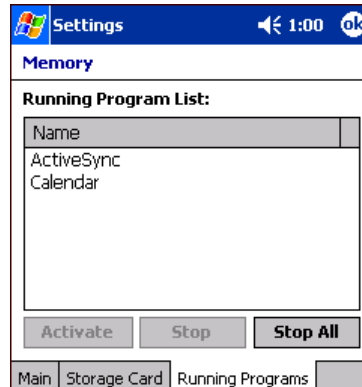 Settings 1:00 ok
Memory
Running Program List:
Name
ActiveSync
Calendar
Activate Stop Stop All
Main Storage Card Running Programs